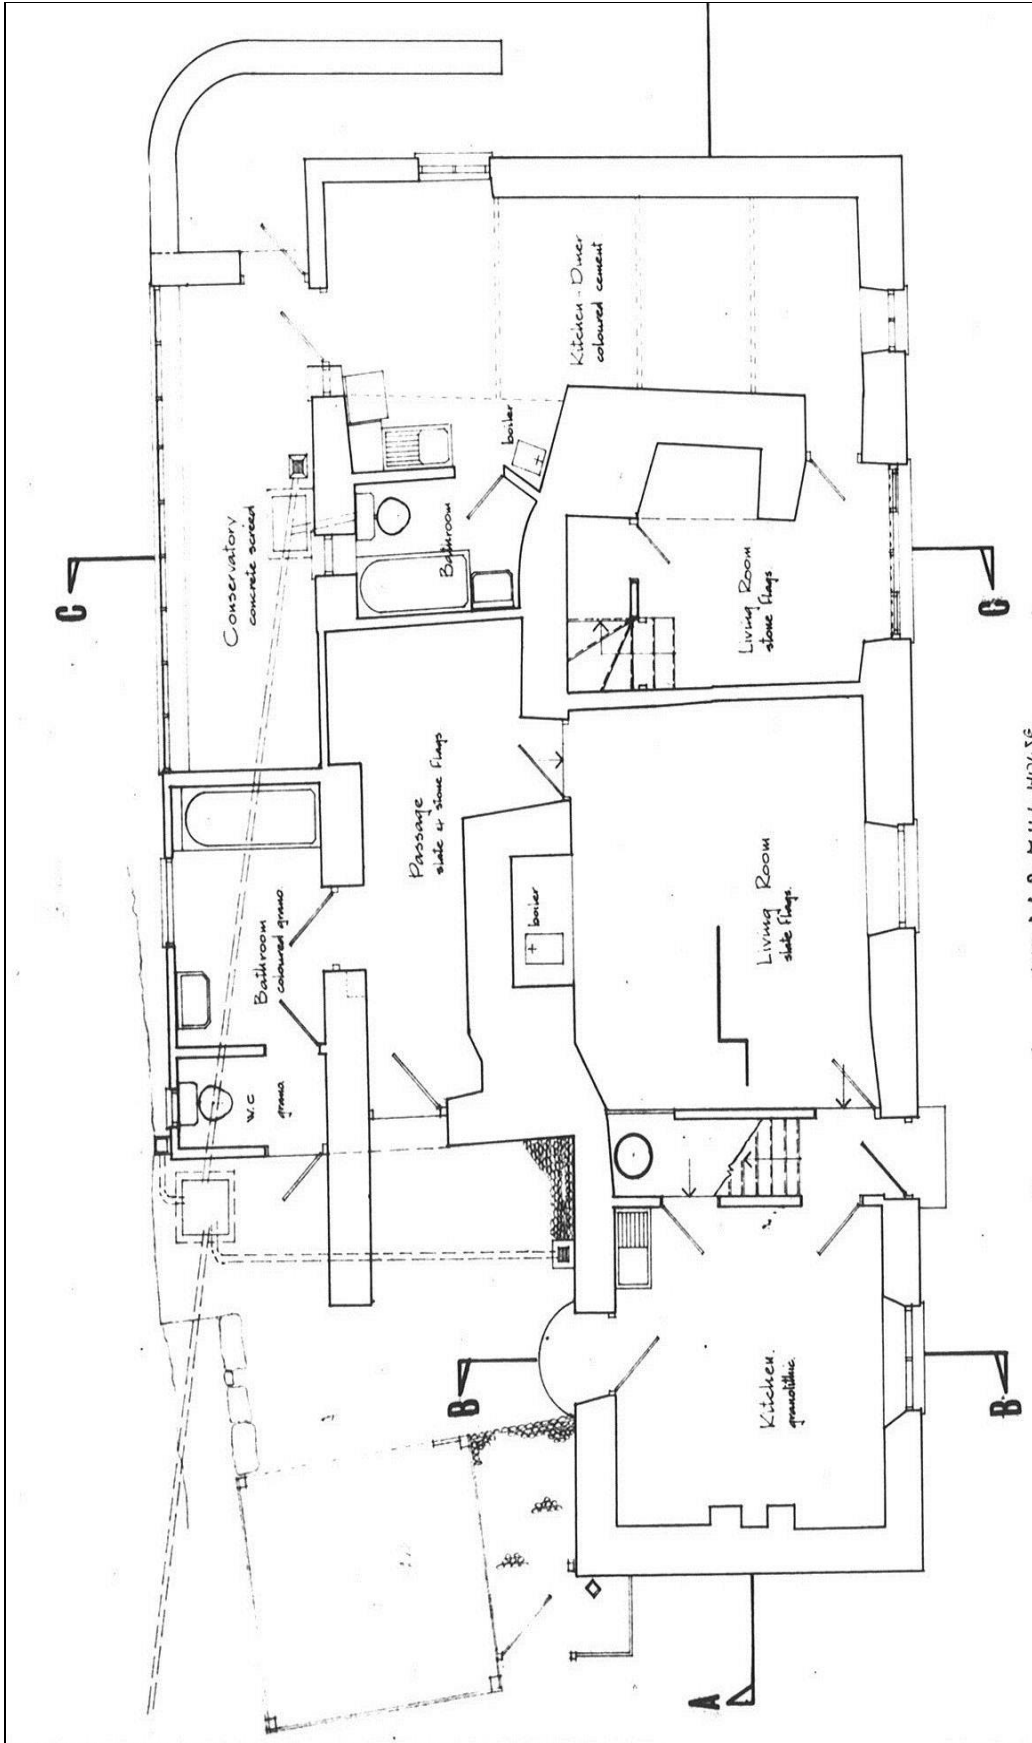 Conservatory
concrete screed
Kitchen - Diner
coloured cement
boiler
Bathroom
Living Room
stone flags
Passage
slate & stone flags
Bathroom
coloured grano
W.C
grano
boiler
Living Room
slate flags.
Kitchen.
granolithic.
C
C
B
B
A